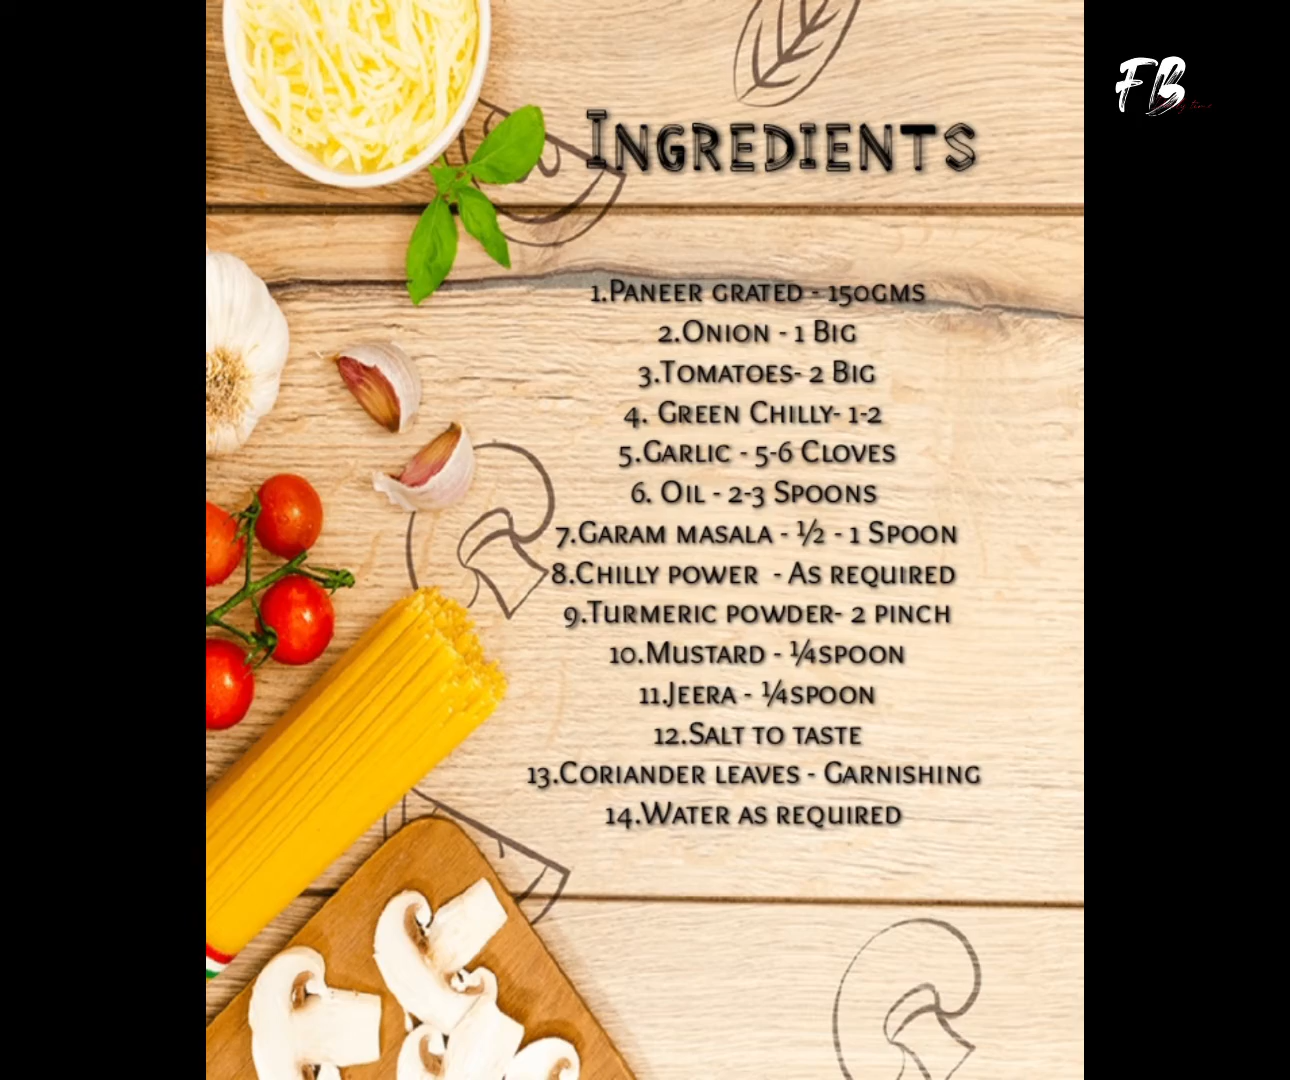 FB
INGREDIENTS
1.PANEER GRATED - 150GMS
2.ONION - 1 BIG
3.TOMATOES- 2 BIG
4. GREEN CHILLY- 1-2
5.GARLIC - 5-6 CLOVES
6. OIL - 2-3 SPOONS
7.GARAM MASALA - ½ - 1 SPOON
8.CHILLY POWER - AS REQUIRED
9.TURMERIC POWDER- 2 PINCH
10.MUSTARD - ¼SPOON
11.JEERA - ¼SPOON
12.SALT TO TASTE
13.CORIANDER LEAVES - GARNISHING
14.WATER AS REQUIRED